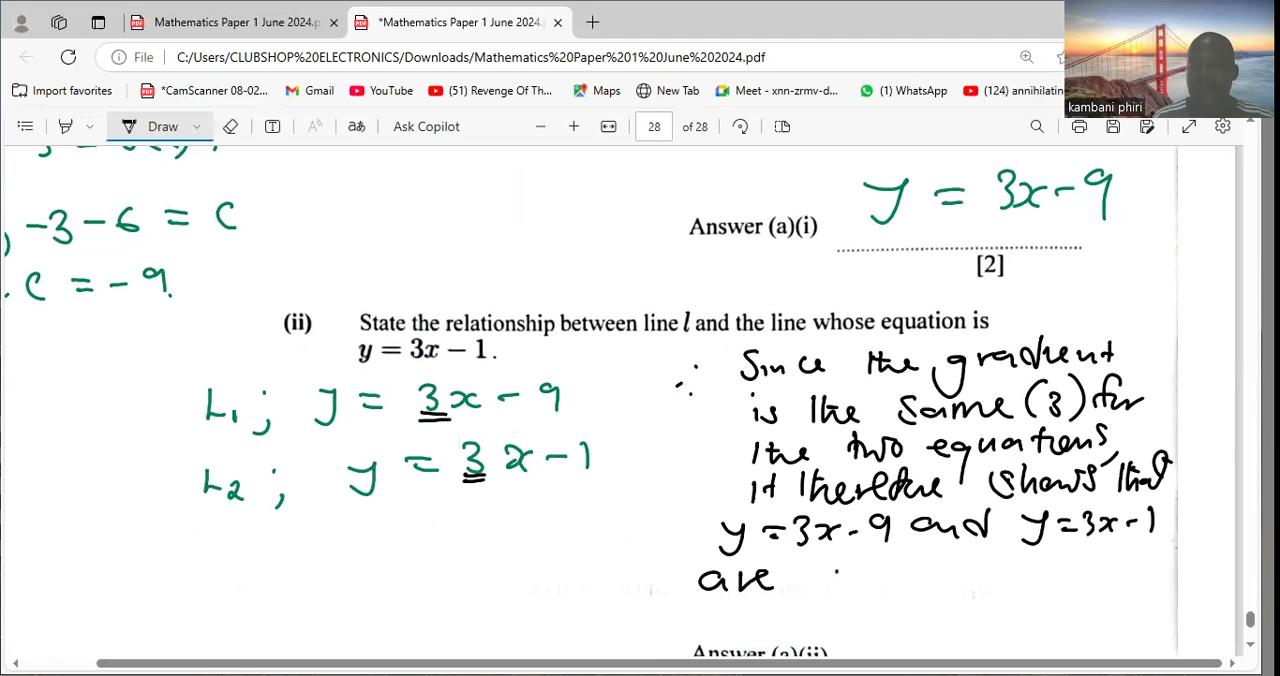 Mathematics Paper 1 June 2024.p
*Mathematics Paper 1 June 2024.
File C:/Users/CLUBSHOP%20ELECTRONICS/Downloads/Mathematics%20Paper%201%20June%202024.pdf
kambani phiri
Import favorites *CamScanner 08-02... Gmail YouTube (51) Revenge Of Th... Maps New Tab Meet - xnn-zrmv-d... (1) WhatsApp (124) annihilatin
Draw aあ Ask Copilot 28 of 28
-3 - 6 = C
C = -9.
y = 3x - 9
Answer (a)(i)
[2]
(ii) State the relationship between line l and the line whose equation is
y = 3x − 1.
L1; y = 3x - 9
L2; y = 3x - 1
∴ Since the gradient
is the same (3) for
the two equations,
it therefore shows that
y = 3x - 9 and y = 3x - 1
are
Answer (a)(ii)